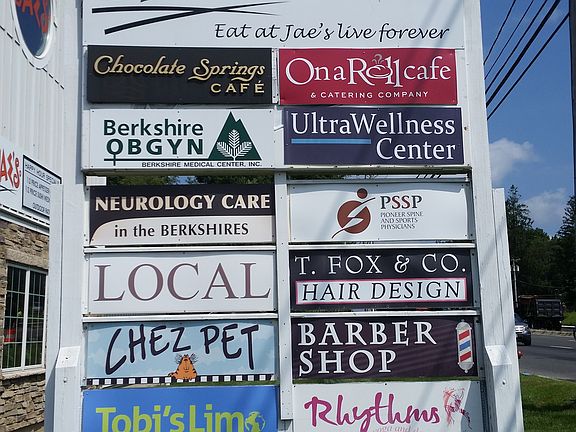 Eat at Jae's live forever
Chocolate Springs
CAFÉ
On a Roll cafe
& CATERING COMPANY
Berkshire
OBGYN
BERKSHIRE MEDICAL CENTER, INC.
UltraWellness
Center
NEUROLOGY CARE
in the BERKSHIRES
PSSP
PIONEER SPINE
AND SPORTS
PHYSICIANS
LOCAL
T. FOX & CO.
HAIR DESIGN
CHEZ PET
BARBER
SHOP
Tobi's Limo
Rhythms
HAPPY HOUR